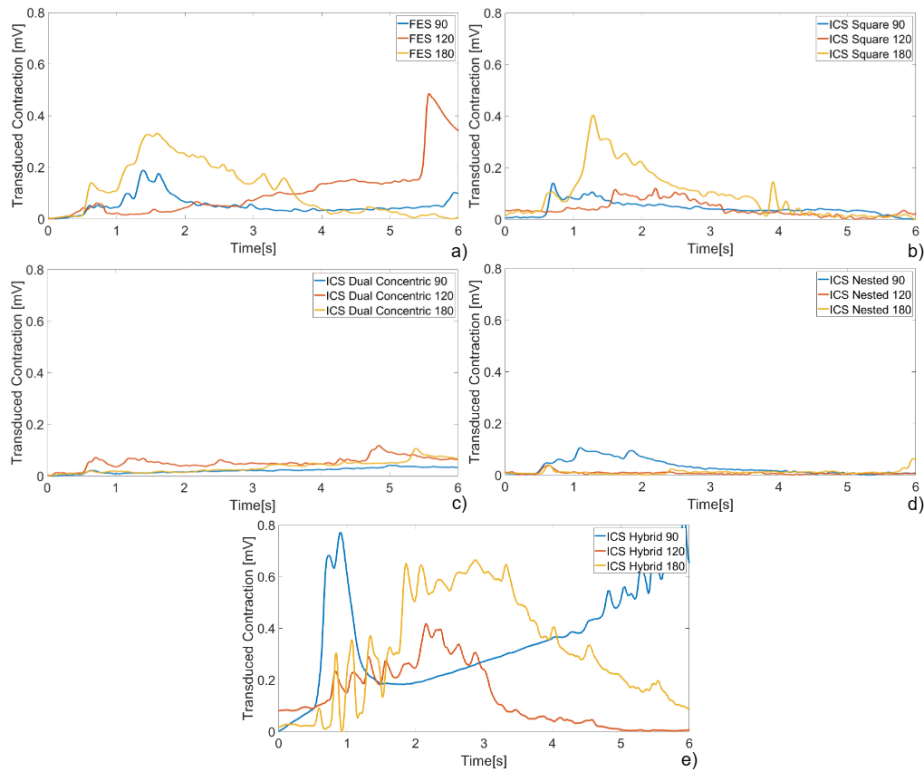 0.8
0.6
0.4
0.2
0
Transduced Contraction [mV]
FES 90
FES 120
FES 180
0 1 2 3 4 5 6
Time[s]
a)
0.8
0.6
0.4
0.2
0
Transduced Contraction [mV]
ICS Square 90
ICS Square 120
ICS Square 180
0 1 2 3 4 5 6
Time[s]
b)
0.8
0.6
0.4
0.2
0
Transduced Contraction [mV]
ICS Dual Concentric 90
ICS Dual Concentric 120
ICS Dual Concentric 180
0 1 2 3 4 5 6
Time[s]
c)
0.8
0.6
0.4
0.2
0
Transduced Contraction [mV]
ICS Nested 90
ICS Nested 120
ICS Nested 180
0 1 2 3 4 5 6
Time[s]
d)
0.8
0.6
0.4
0.2
0
Transduced Contraction [mV]
ICS Hybrid 90
ICS Hybrid 120
ICS Hybrid 180
0 1 2 3 4 5 6
Time[s]
e)